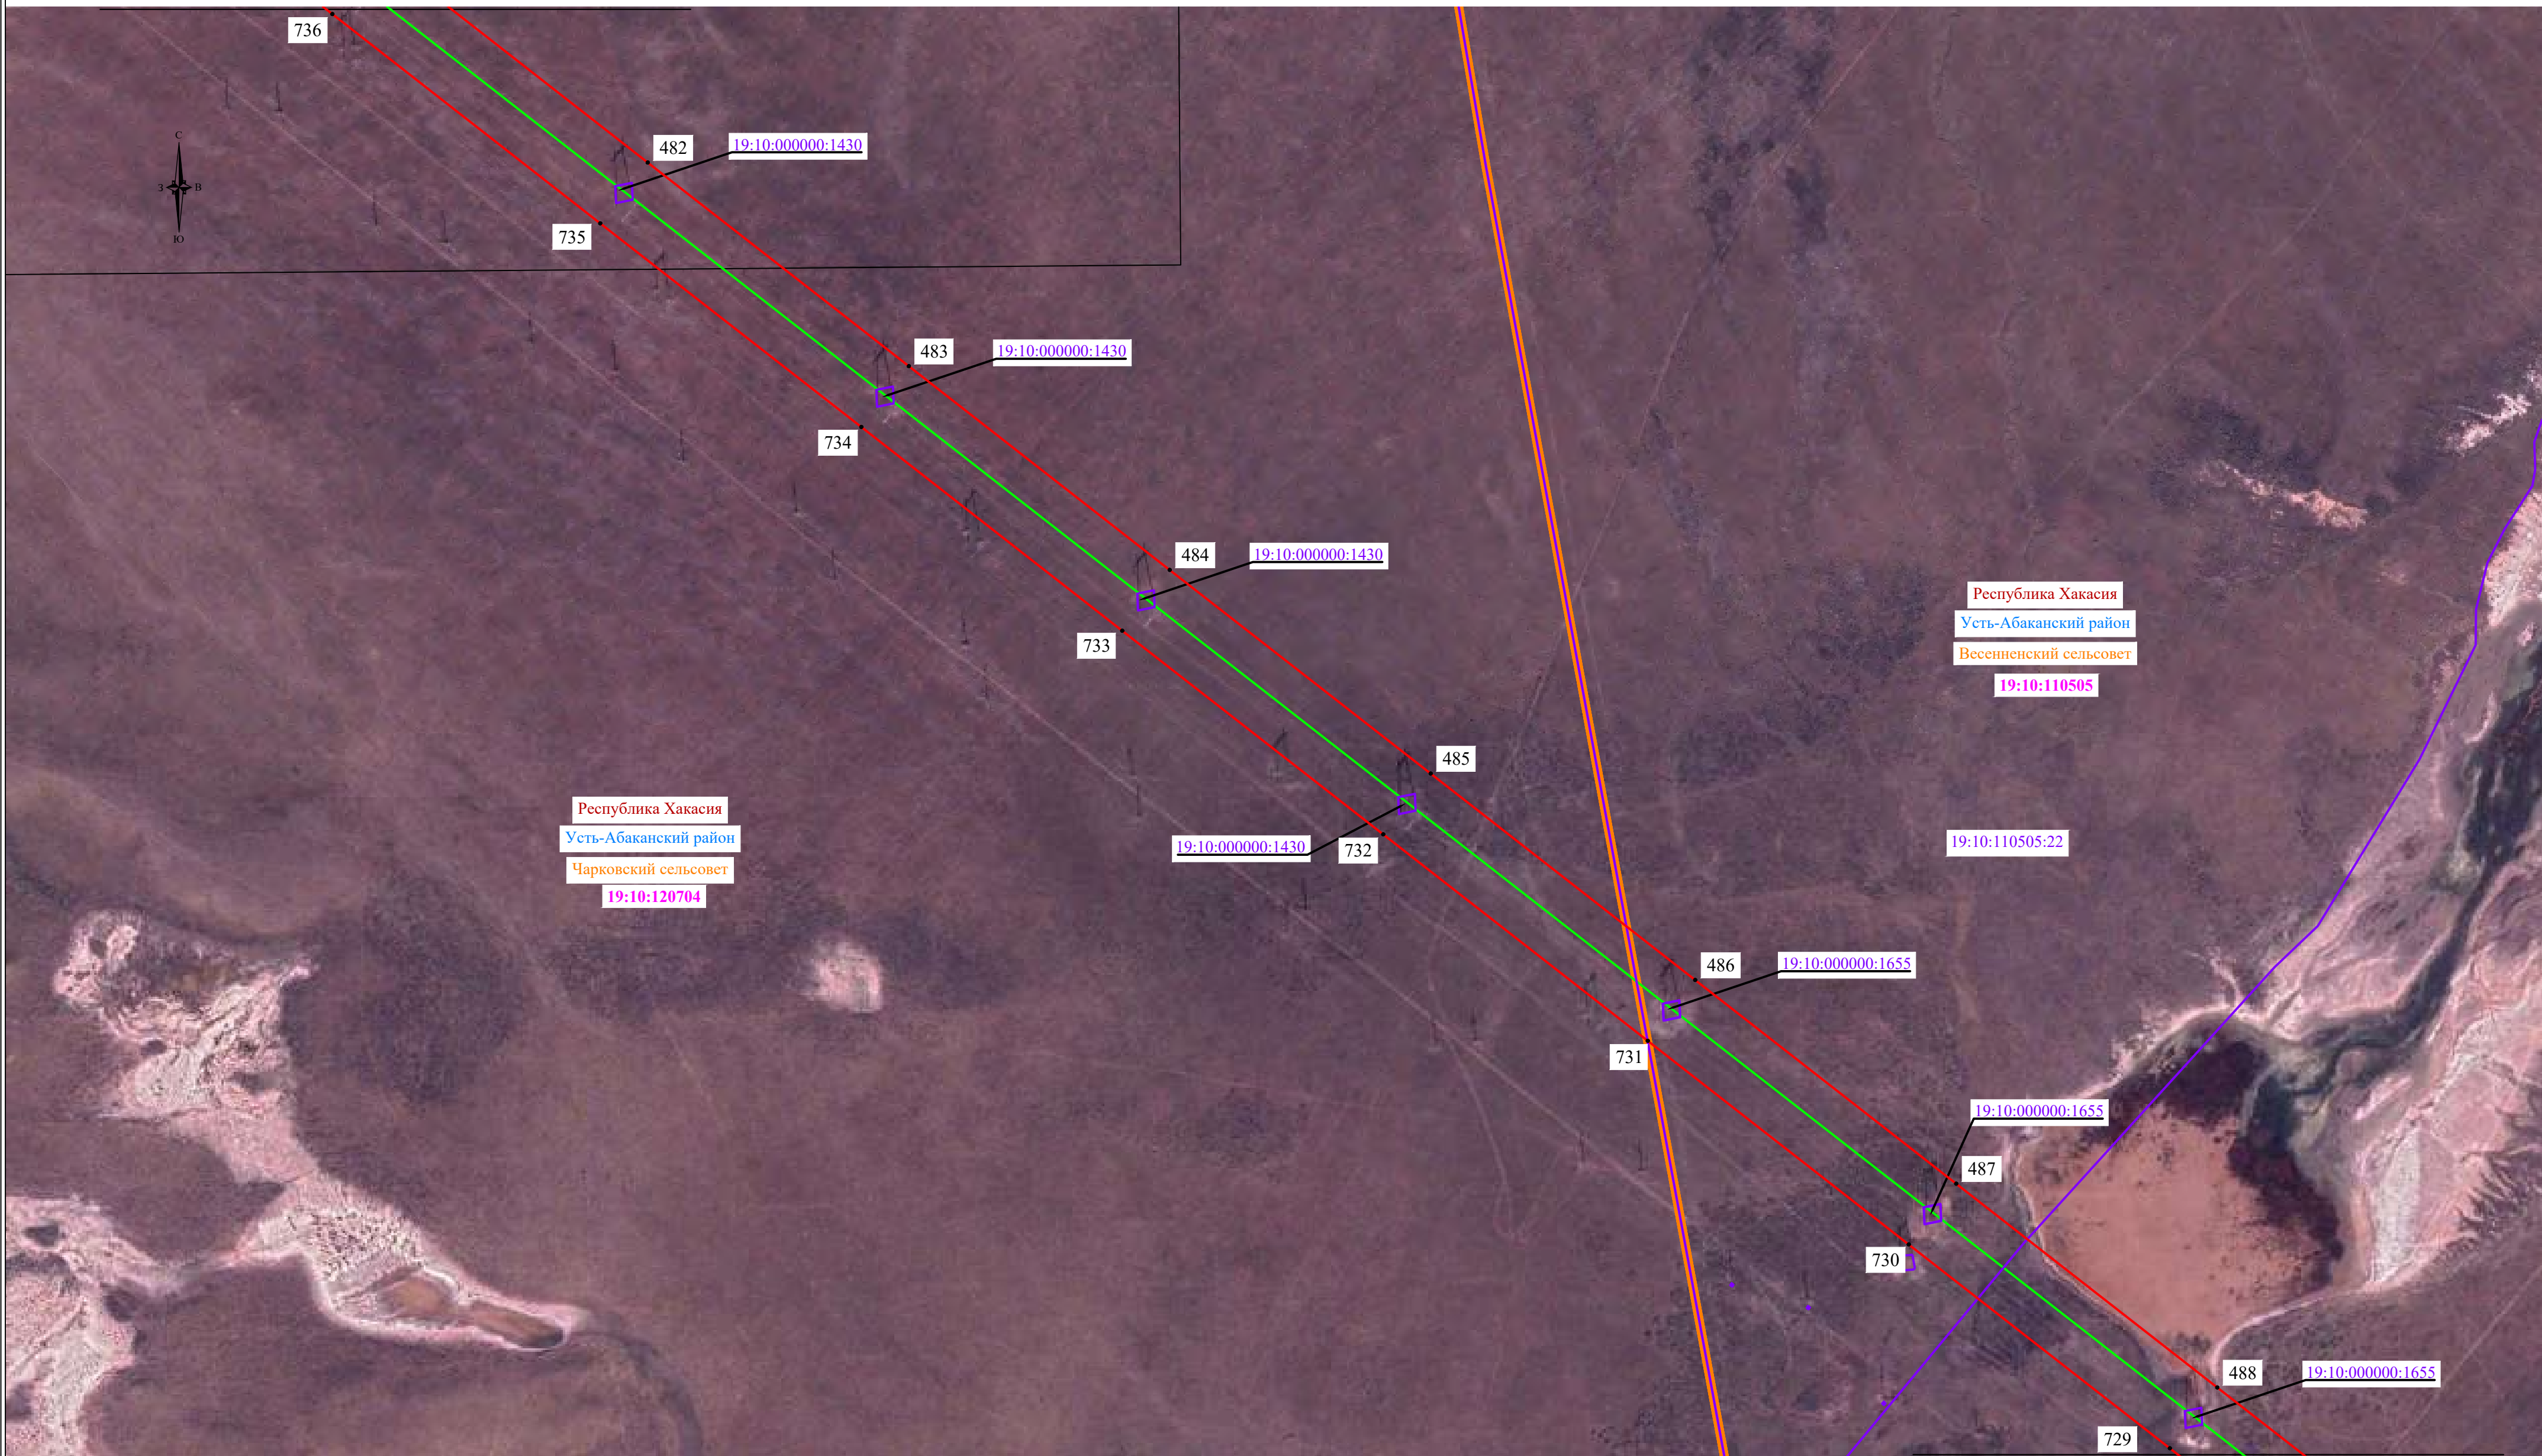 736
С
З В
Ю
482
19:10:000000:1430
735
483
19:10:000000:1430
734
484
19:10:000000:1430
733
Республика Хакасия
Усть-Абаканский район
Весенненский сельсовет
19:10:110505
485
19:10:000000:1430
732
19:10:110505:22
Республика Хакасия
Усть-Абаканский район
Чарковский сельсовет
19:10:120704
486
19:10:000000:1655
731
19:10:000000:1655
487
730
488
19:10:000000:1655
729